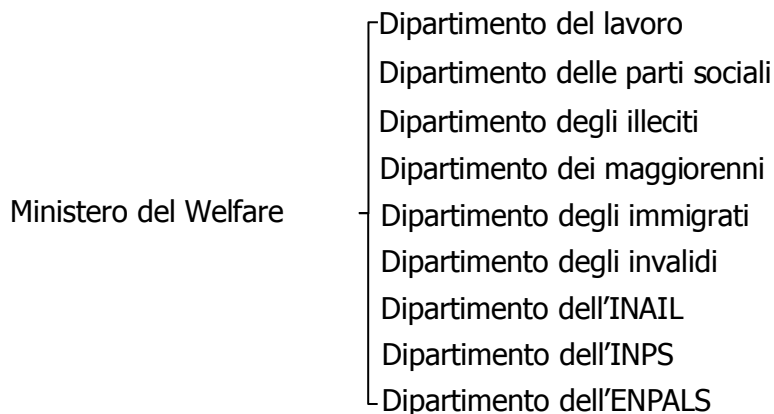 Dipartimento del lavoro
Dipartimento delle parti sociali
Dipartimento degli illeciti
Dipartimento dei maggiorenni
Ministero del Welfare
Dipartimento degli immigrati
Dipartimento degli invalidi
Dipartimento dell’INAIL
Dipartimento dell’INPS
Dipartimento dell’ENPALS